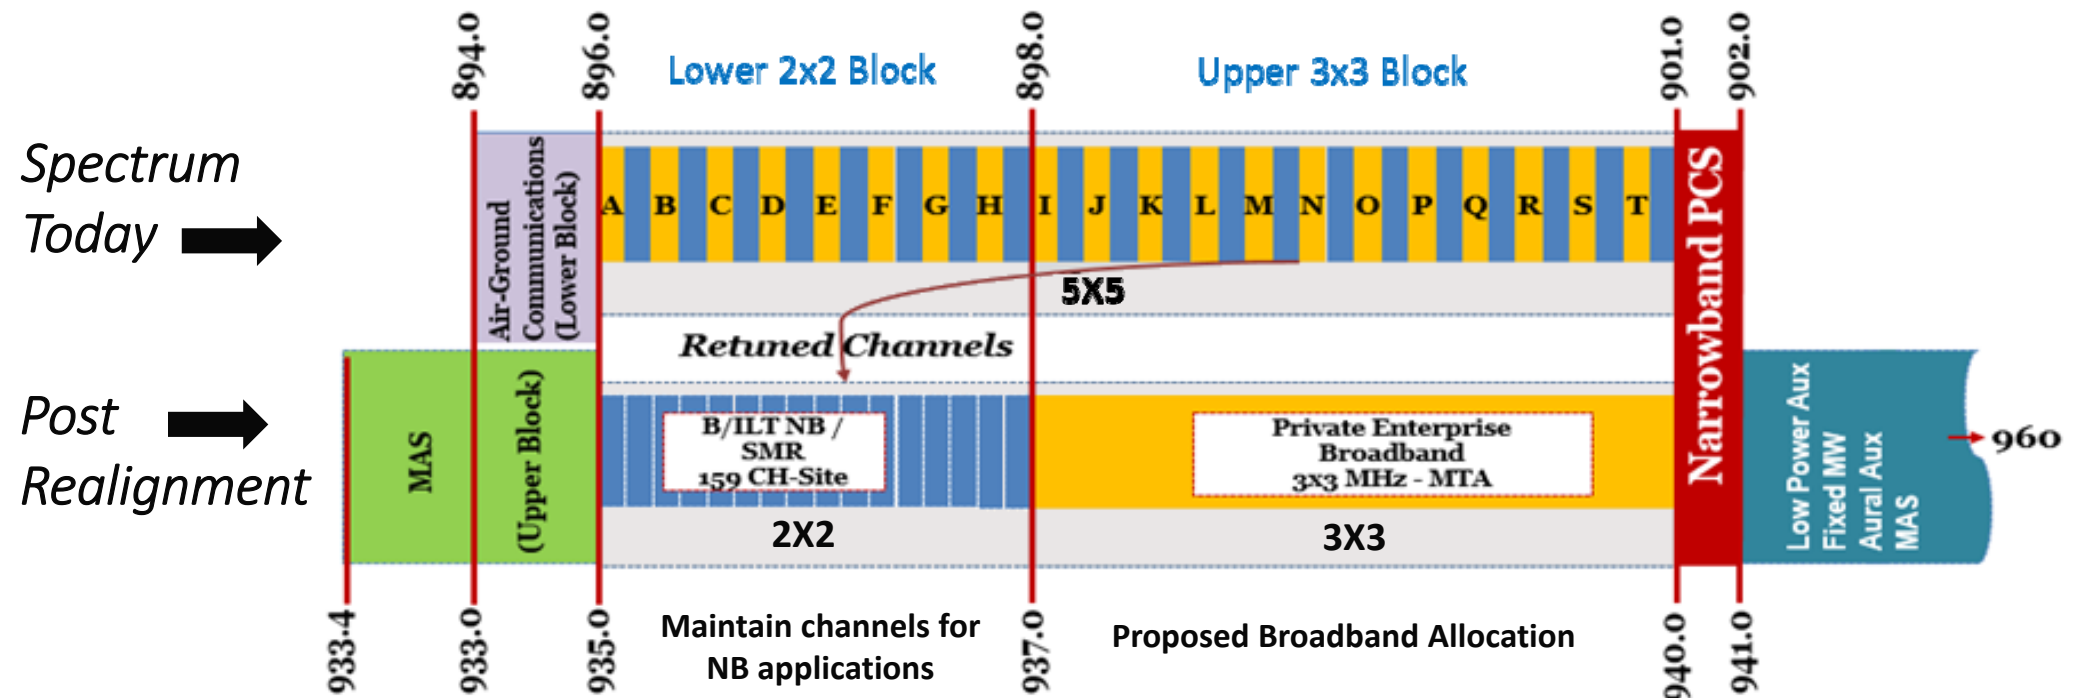 894.0
896.0
Lower 2x2 Block
898.0
Upper 3x3 Block
901.0
902.0
Spectrum
Today
Air-Ground
Communications
(Lower Block)
A B C D E F G H I J K L M N O P Q R S T
Narrowband PCS
5X5
Retuned Channels
Post
Realignment
MAS
(Upper Block)
B/ILT NB /
SMR
159 CH-Site
Private Enterprise
Broadband
3x3 MHz - MTA
Low Power Aux
Fixed MW
Aural Aux
MAS
960
2X2
3X3
933.4
933.0
935.0
Maintain channels for
NB applications
937.0
Proposed Broadband Allocation
940.0
941.0